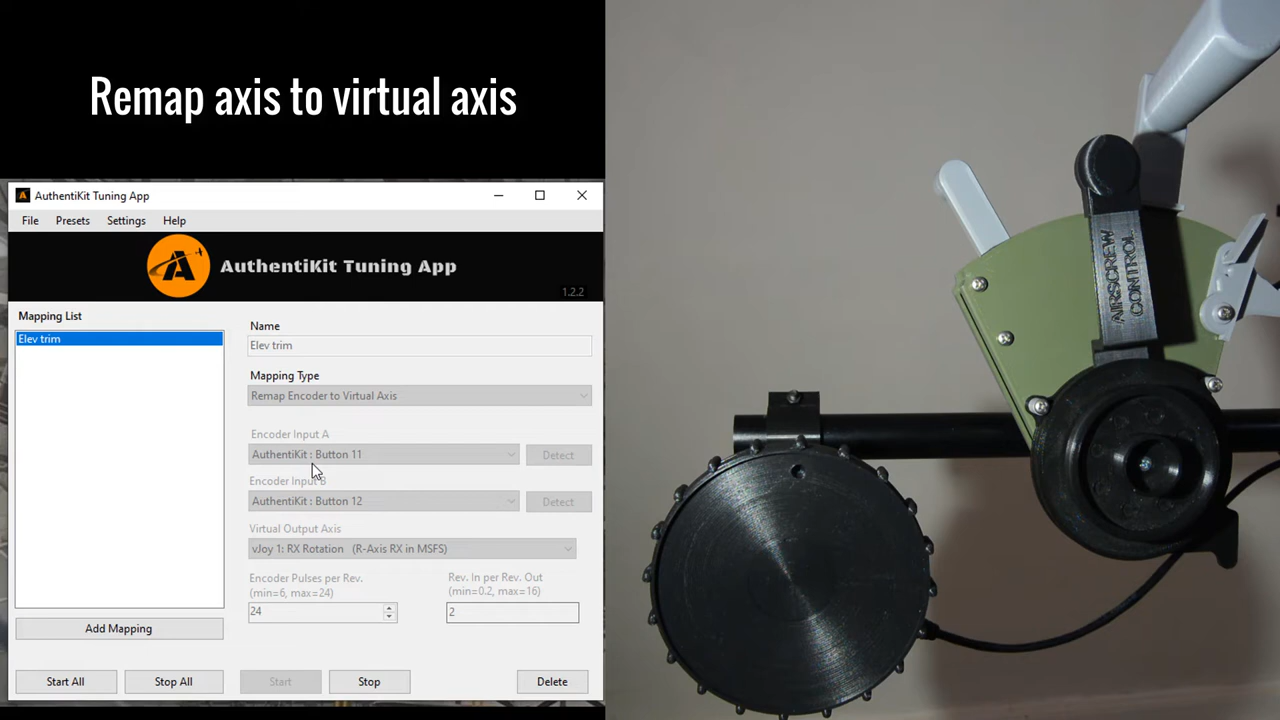 Remap axis to virtual axis
AuthentiKit Tuning App
File Presets Settings Help
AuthentiKit Tuning App
1.2.2
Mapping List
Elev trim
Name
Elev trim
Mapping Type
Remap Encoder to Virtual Axis
Encoder Input A
AuthentiKit : Button 11
Detect
Encoder Input B
AuthentiKit : Button 12
Detect
Virtual Output Axis
vJoy 1: RX Rotation (R-Axis RX in MSFS)
Encoder Pulses per Rev.
(min=6, max=24)
24
Rev. In per Rev. Out
(min=0.2, max=16)
2
Add Mapping
Start All
Stop All
Start
Stop
Delete
AIRSCREW
CONTROL